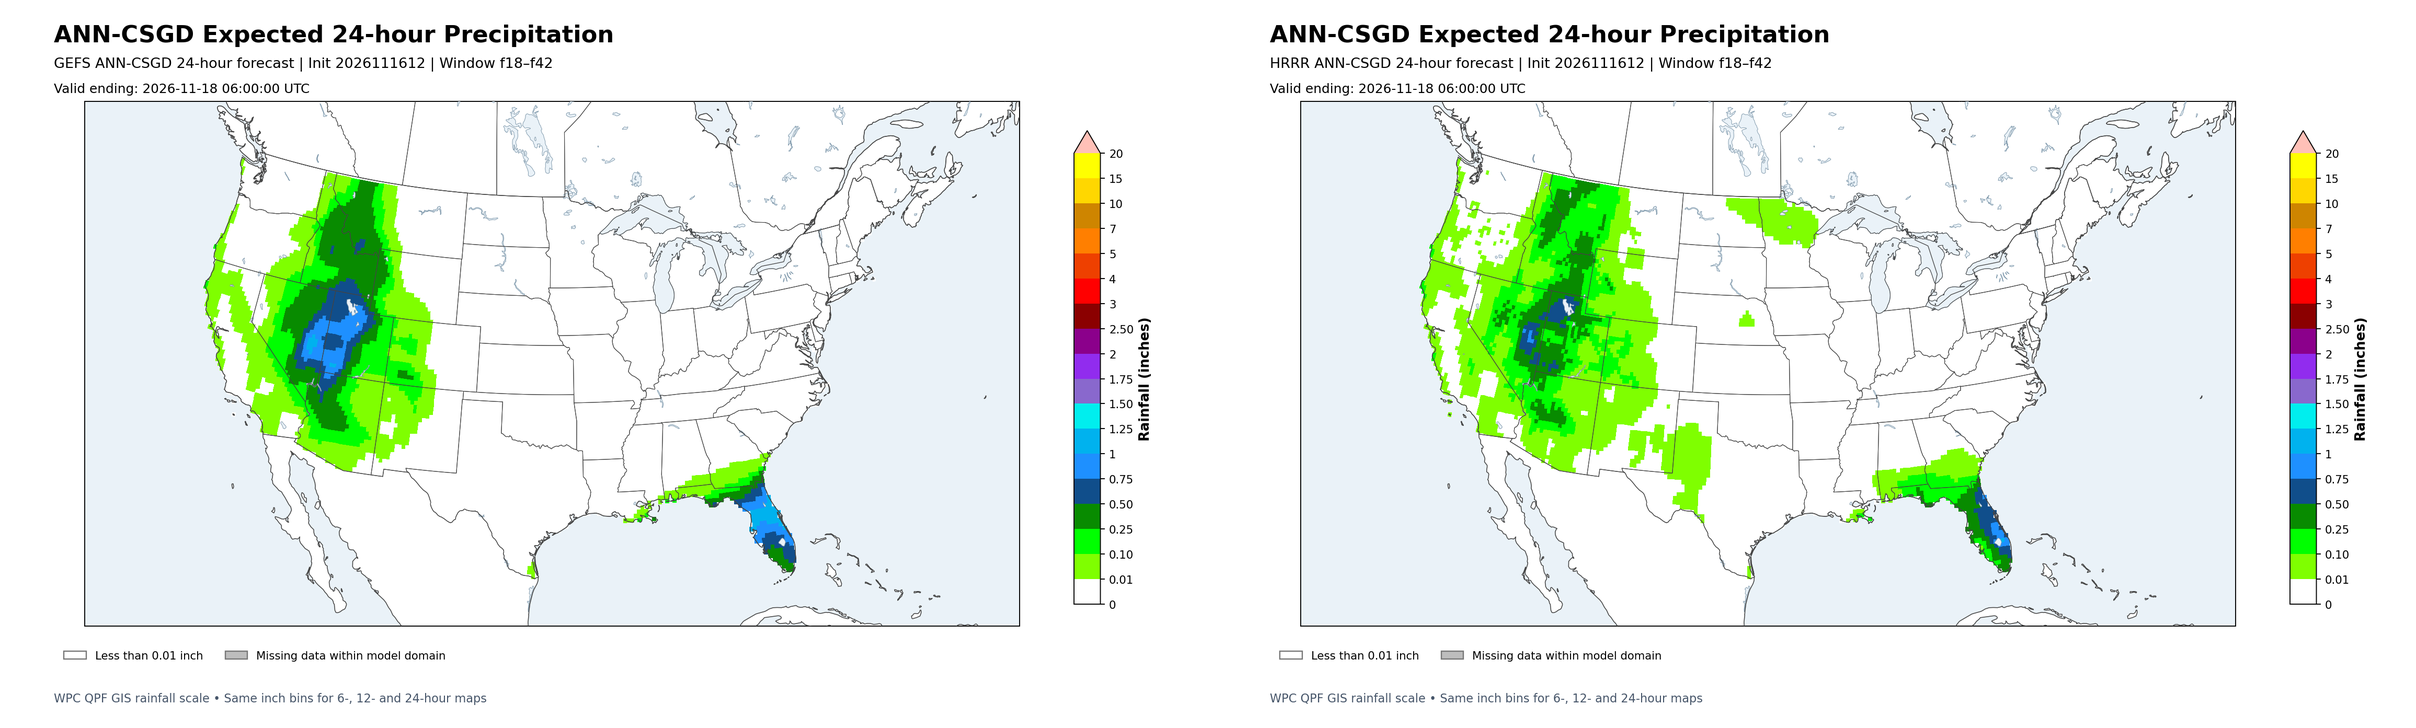 ANN-CSGD Expected 24-hour Precipitation
GEFS ANN-CSGD 24-hour forecast | Init 2026111612 | Window f18–f42
Valid ending: 2026-11-18 06:00:00 UTC
20
15
10
7
5
4
3
2.50
2
1.75
1.50
1.25
1
0.75
0.50
0.25
0.10
0.01
0
Rainfall (inches)
Less than 0.01 inch
Missing data within model domain
WPC QPF GIS rainfall scale • Same inch bins for 6-, 12- and 24-hour maps
ANN-CSGD Expected 24-hour Precipitation
HRRR ANN-CSGD 24-hour forecast | Init 2026111612 | Window f18–f42
Valid ending: 2026-11-18 06:00:00 UTC
20
15
10
7
5
4
3
2.50
2
1.75
1.50
1.25
1
0.75
0.50
0.25
0.10
0.01
0
Rainfall (inches)
Less than 0.01 inch
Missing data within model domain
WPC QPF GIS rainfall scale • Same inch bins for 6-, 12- and 24-hour maps